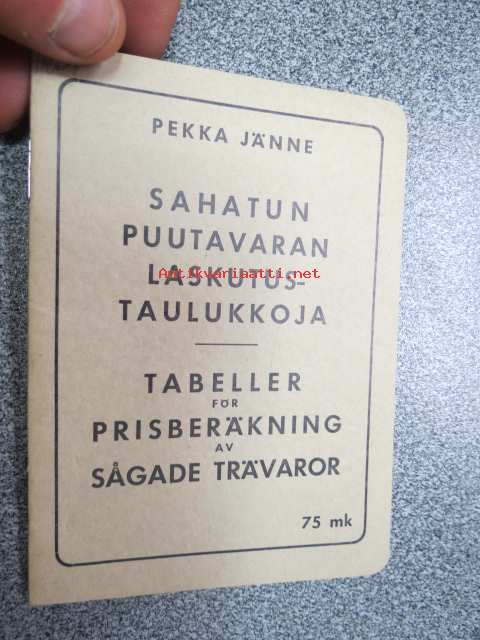 PEKKA JÄNNE
SAHATUN
PUUTAVARAN
LASKUTUS-
Antikvariaatti.net
TAULUKKOJA
TABELLER
FÖR
PRISBERÄKNING
AV
SÅGADE TRÄVAROR
75 mk